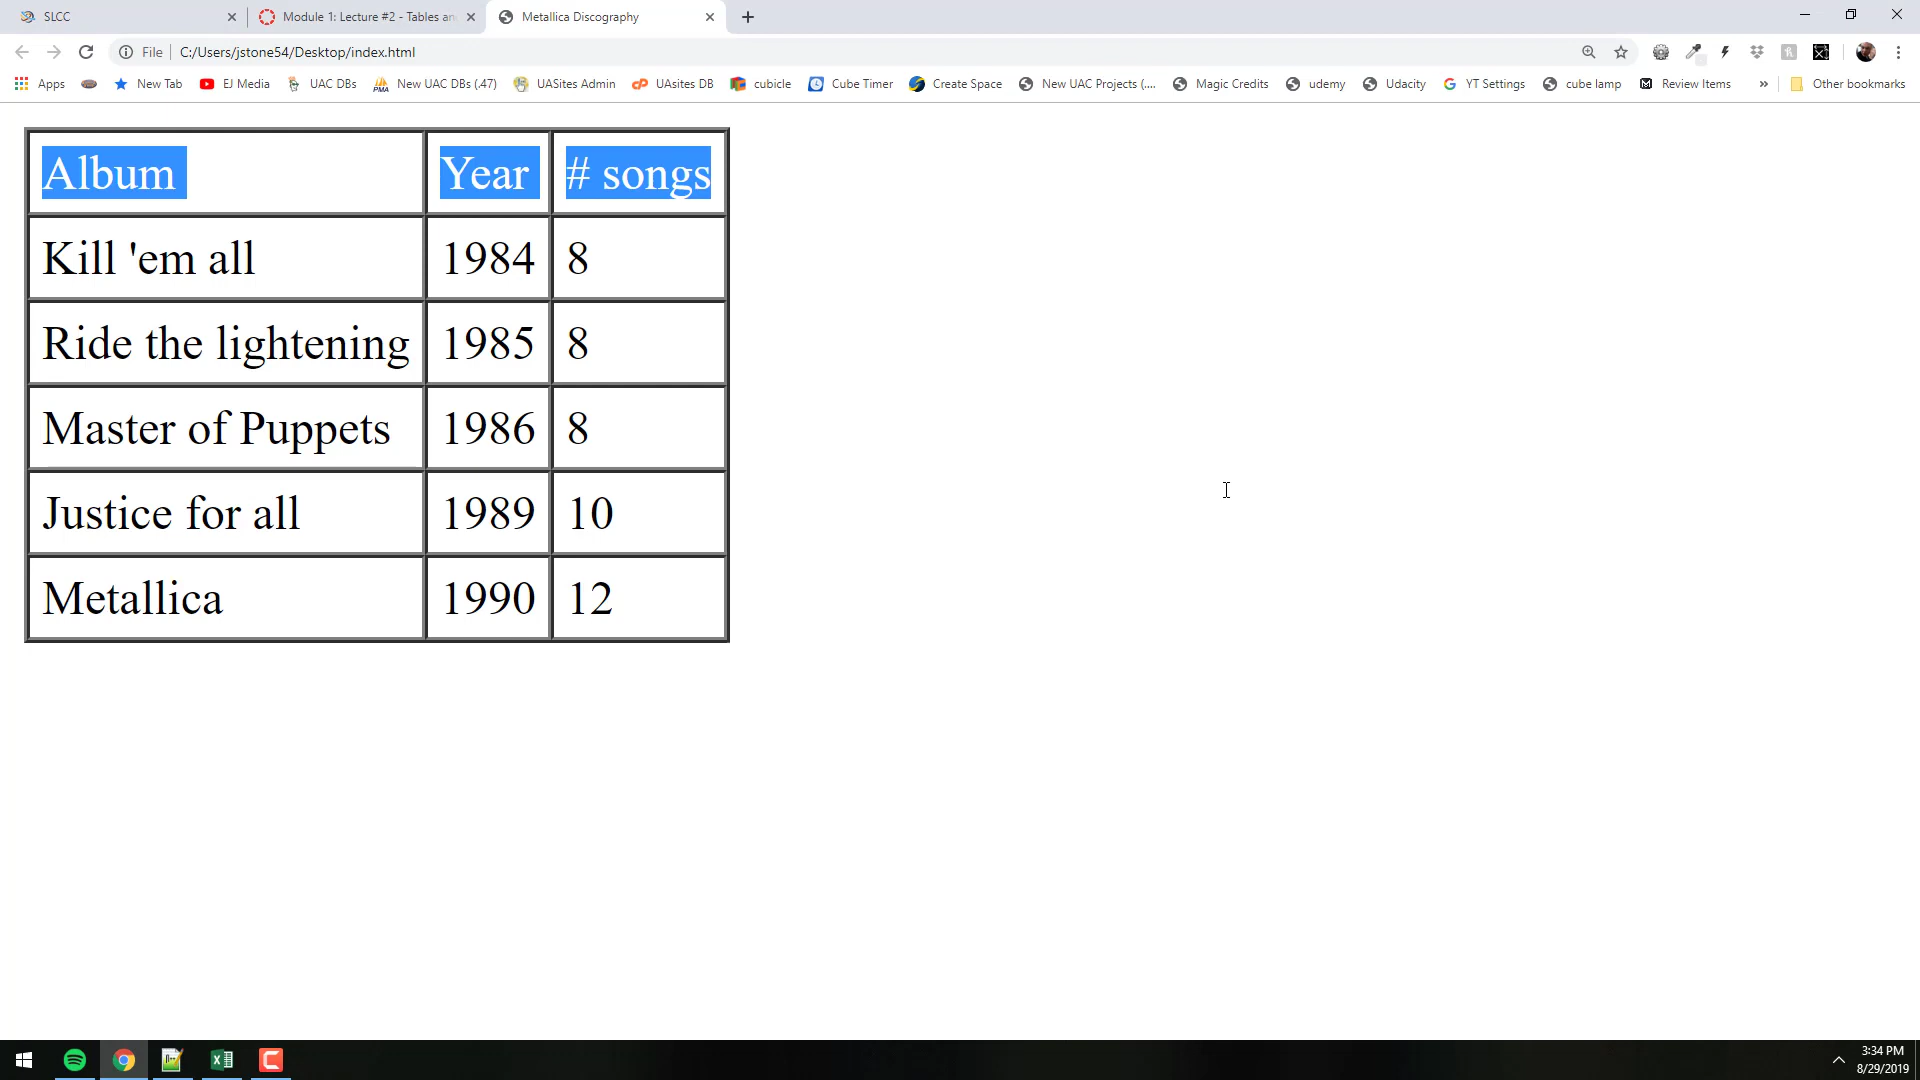 SLCC
Module 1: Lecture #2 - Tables an
Metallica Discography
File
C:/Users/jstone54/Desktop/index.html
Apps
New Tab
EJ Media
UAC DBs
PMA
New UAC DBs (.47)
UASites Admin
UAsites DB
cubicle
Cube Timer
Create Space
New UAC Projects (....
Magic Credits
udemy
Udacity
YT Settings
cube lamp
Review Items
»
Other bookmarks
Album Year # songs
Kill 'em all 1984 8
Ride the lightening 1985 8
Master of Puppets 1986 8
Justice for all 1989 10
Metallica 1990 12
3:34 PM
8/29/2019